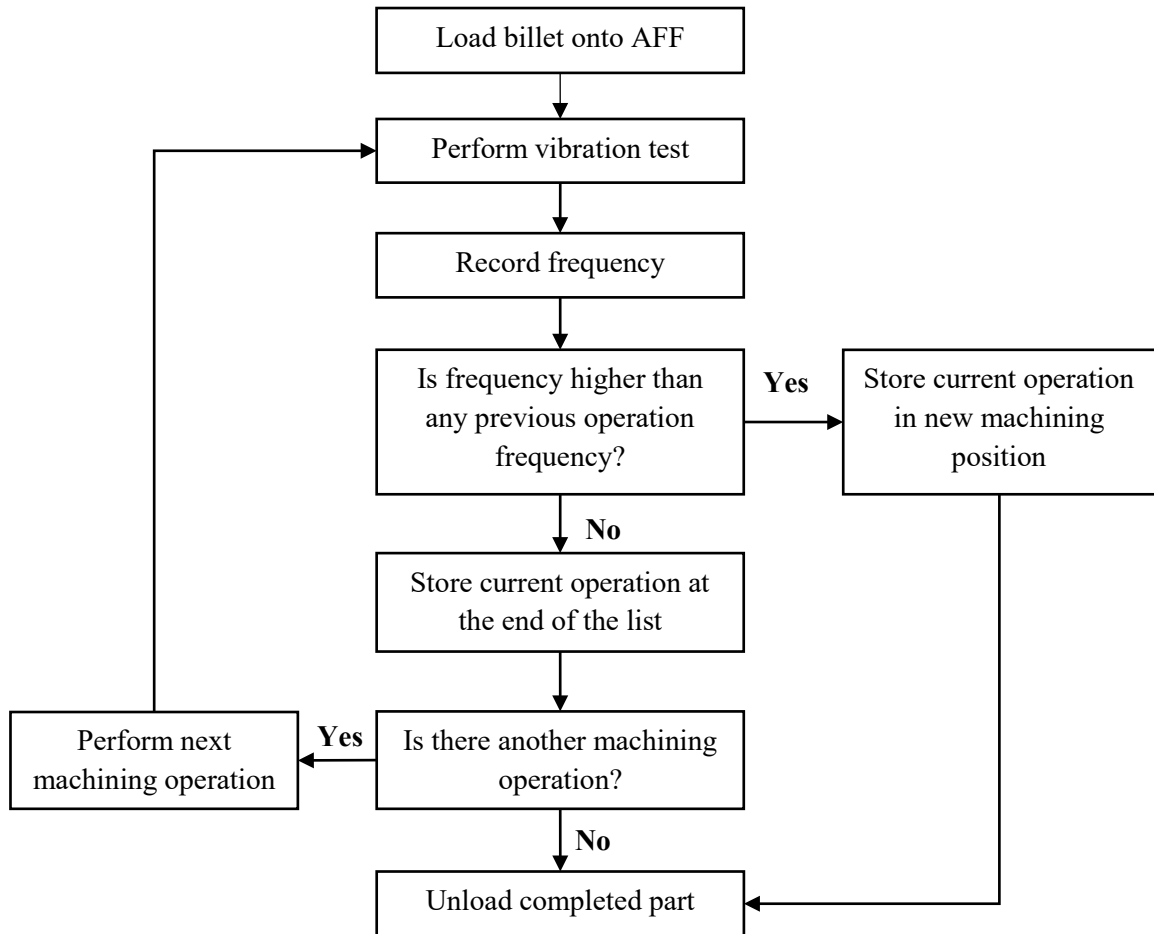 Load billet onto AFF
Perform vibration test
Record frequency
Is frequency higher than
any previous operation
frequency?
Yes
Store current operation
in new machining
position
No
Store current operation at
the end of the list
Is there another machining
operation?
Yes
Perform next
machining operation
No
Unload completed part